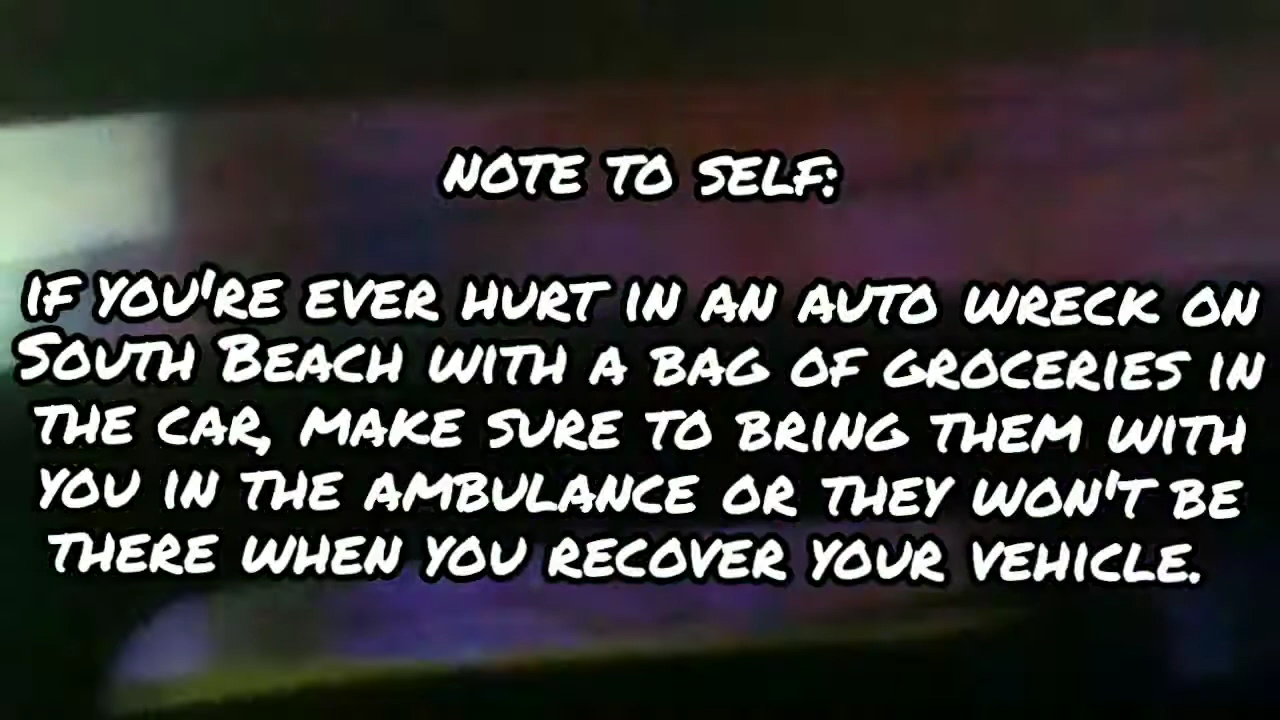 NOTE TO SELF:
IF YOU'RE EVER HURT IN AN AUTO WRECK ON
SOUTH BEACH WITH A BAG OF GROCERIES IN
THE CAR, MAKE SURE TO BRING THEM WITH
YOU IN THE AMBULANCE OR THEY WON'T BE
THERE WHEN YOU RECOVER YOUR VEHICLE.